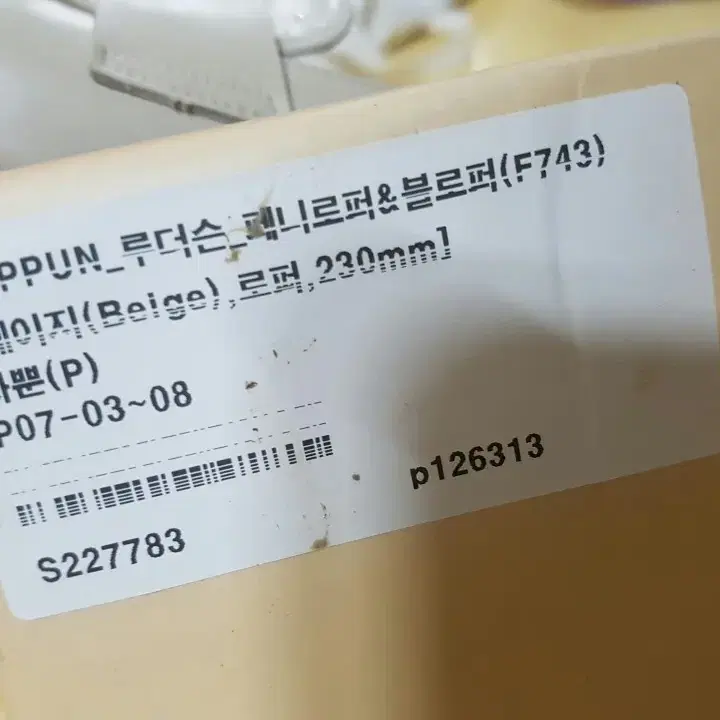 PPUN_루더슨_페니로퍼&블로퍼(F743)
베이지(Beige),로퍼,230mm]
사뿐(P)
P07-03~08
S227783 p126313